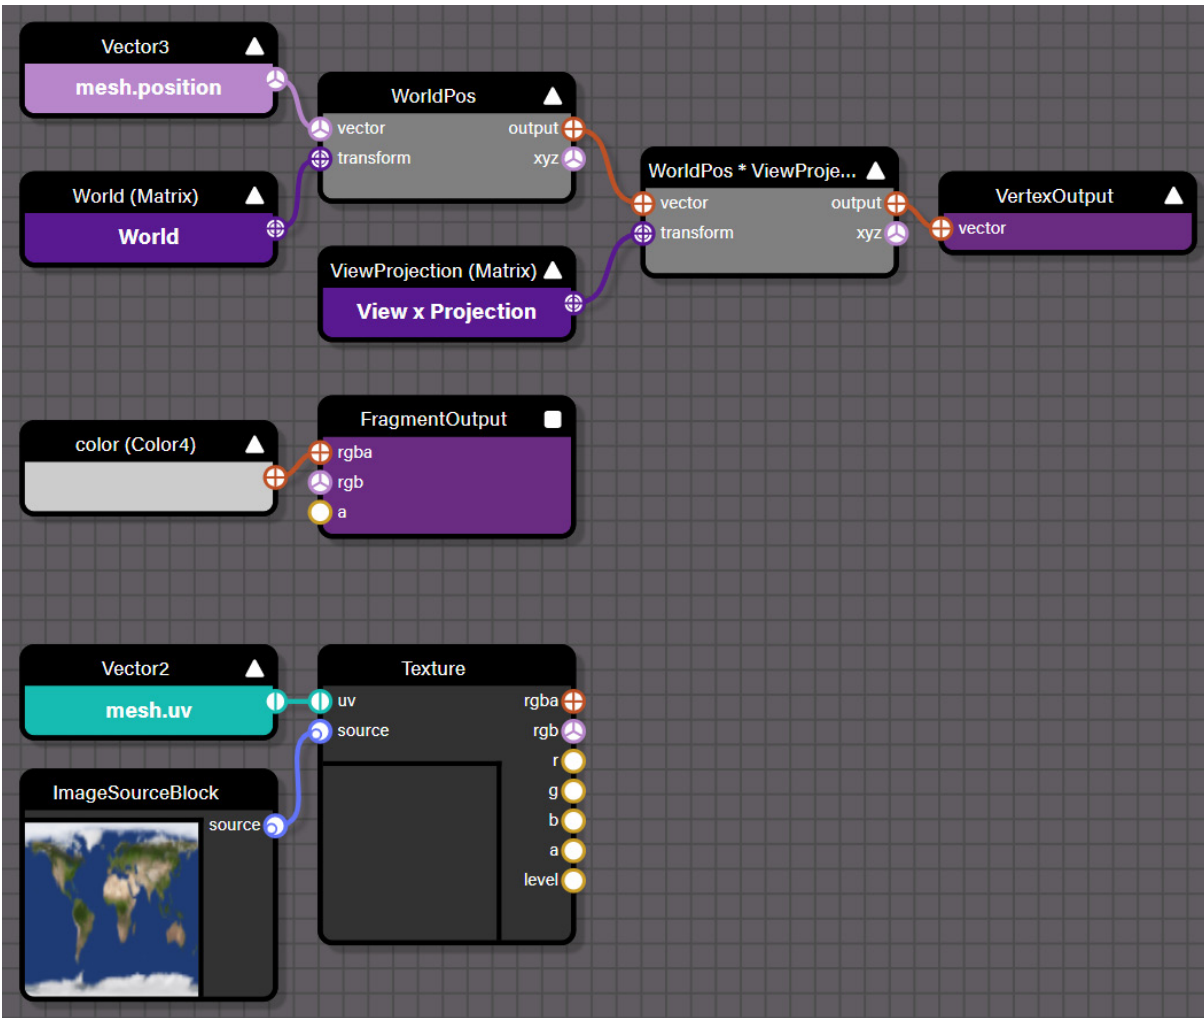 Vector3
mesh.position
WorldPos
vector output
transform xyz
World (Matrix)
World
ViewProjection (Matrix)
View x Projection
WorldPos * ViewProje...
vector output
transform xyz
VertexOutput
vector
color (Color4)
FragmentOutput
rgba
rgb
a
Vector2
mesh.uv
ImageSourceBlock
source
Texture
uv rgba
source rgb
r
g
b
a
level